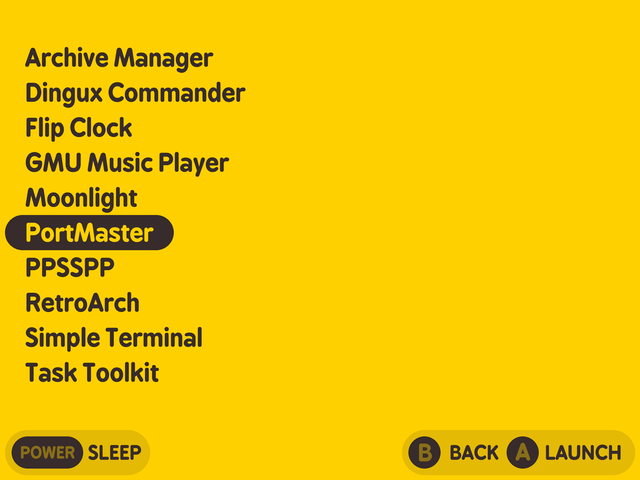 Archive Manager
Dingux Commander
Flip Clock
GMU Music Player
Moonlight
PortMaster
PPSSPP
RetroArch
Simple Terminal
Task Toolkit
POWER SLEEP B BACK A LAUNCH